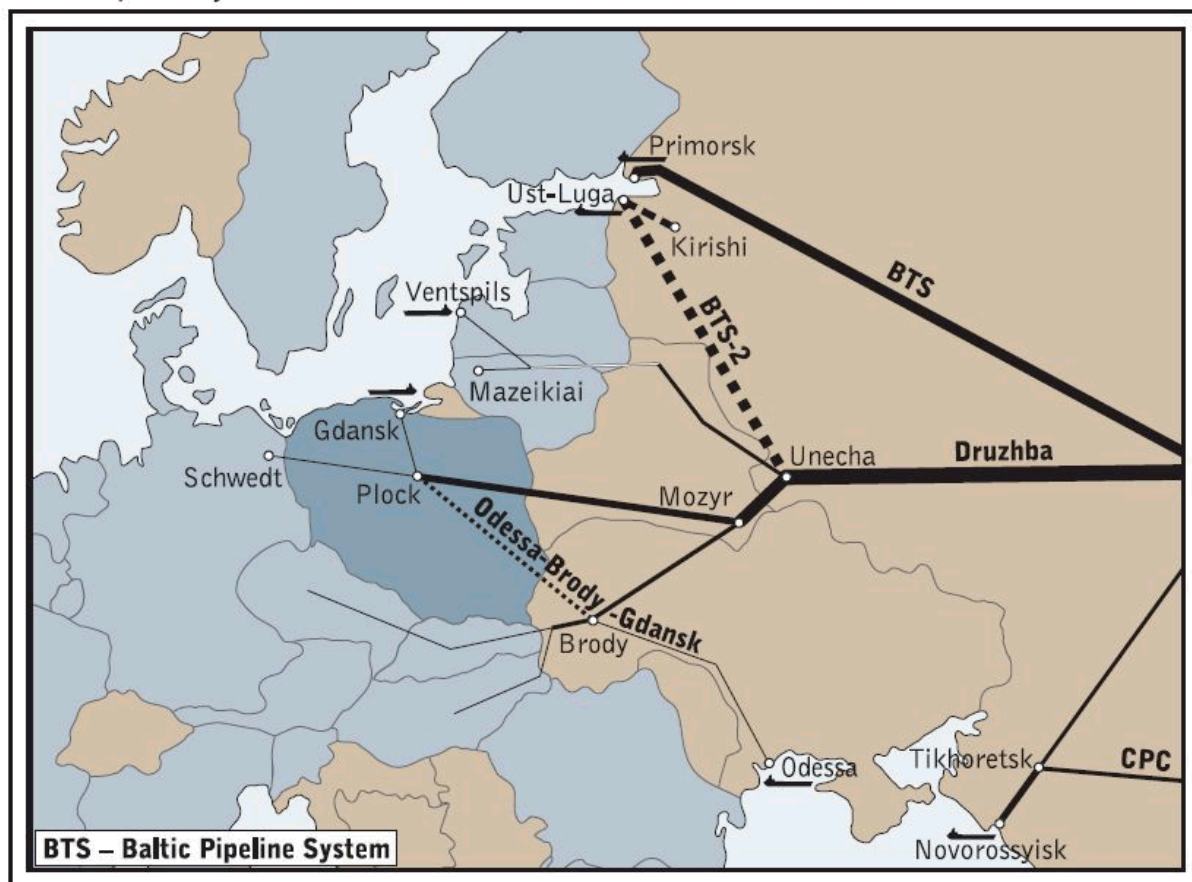 Primorsk
Ust-Luga
Kirishi
BTS
Ventspils
BTS-2
Mazeikiai
Gdansk
Unecha
Druzhba
Schwedt
Plock
Mozyr
Odessa-Brody-Gdansk
Brody
Odessa
Tikhoretsk
CPC
Novorossyisk
BTS – Baltic Pipeline System